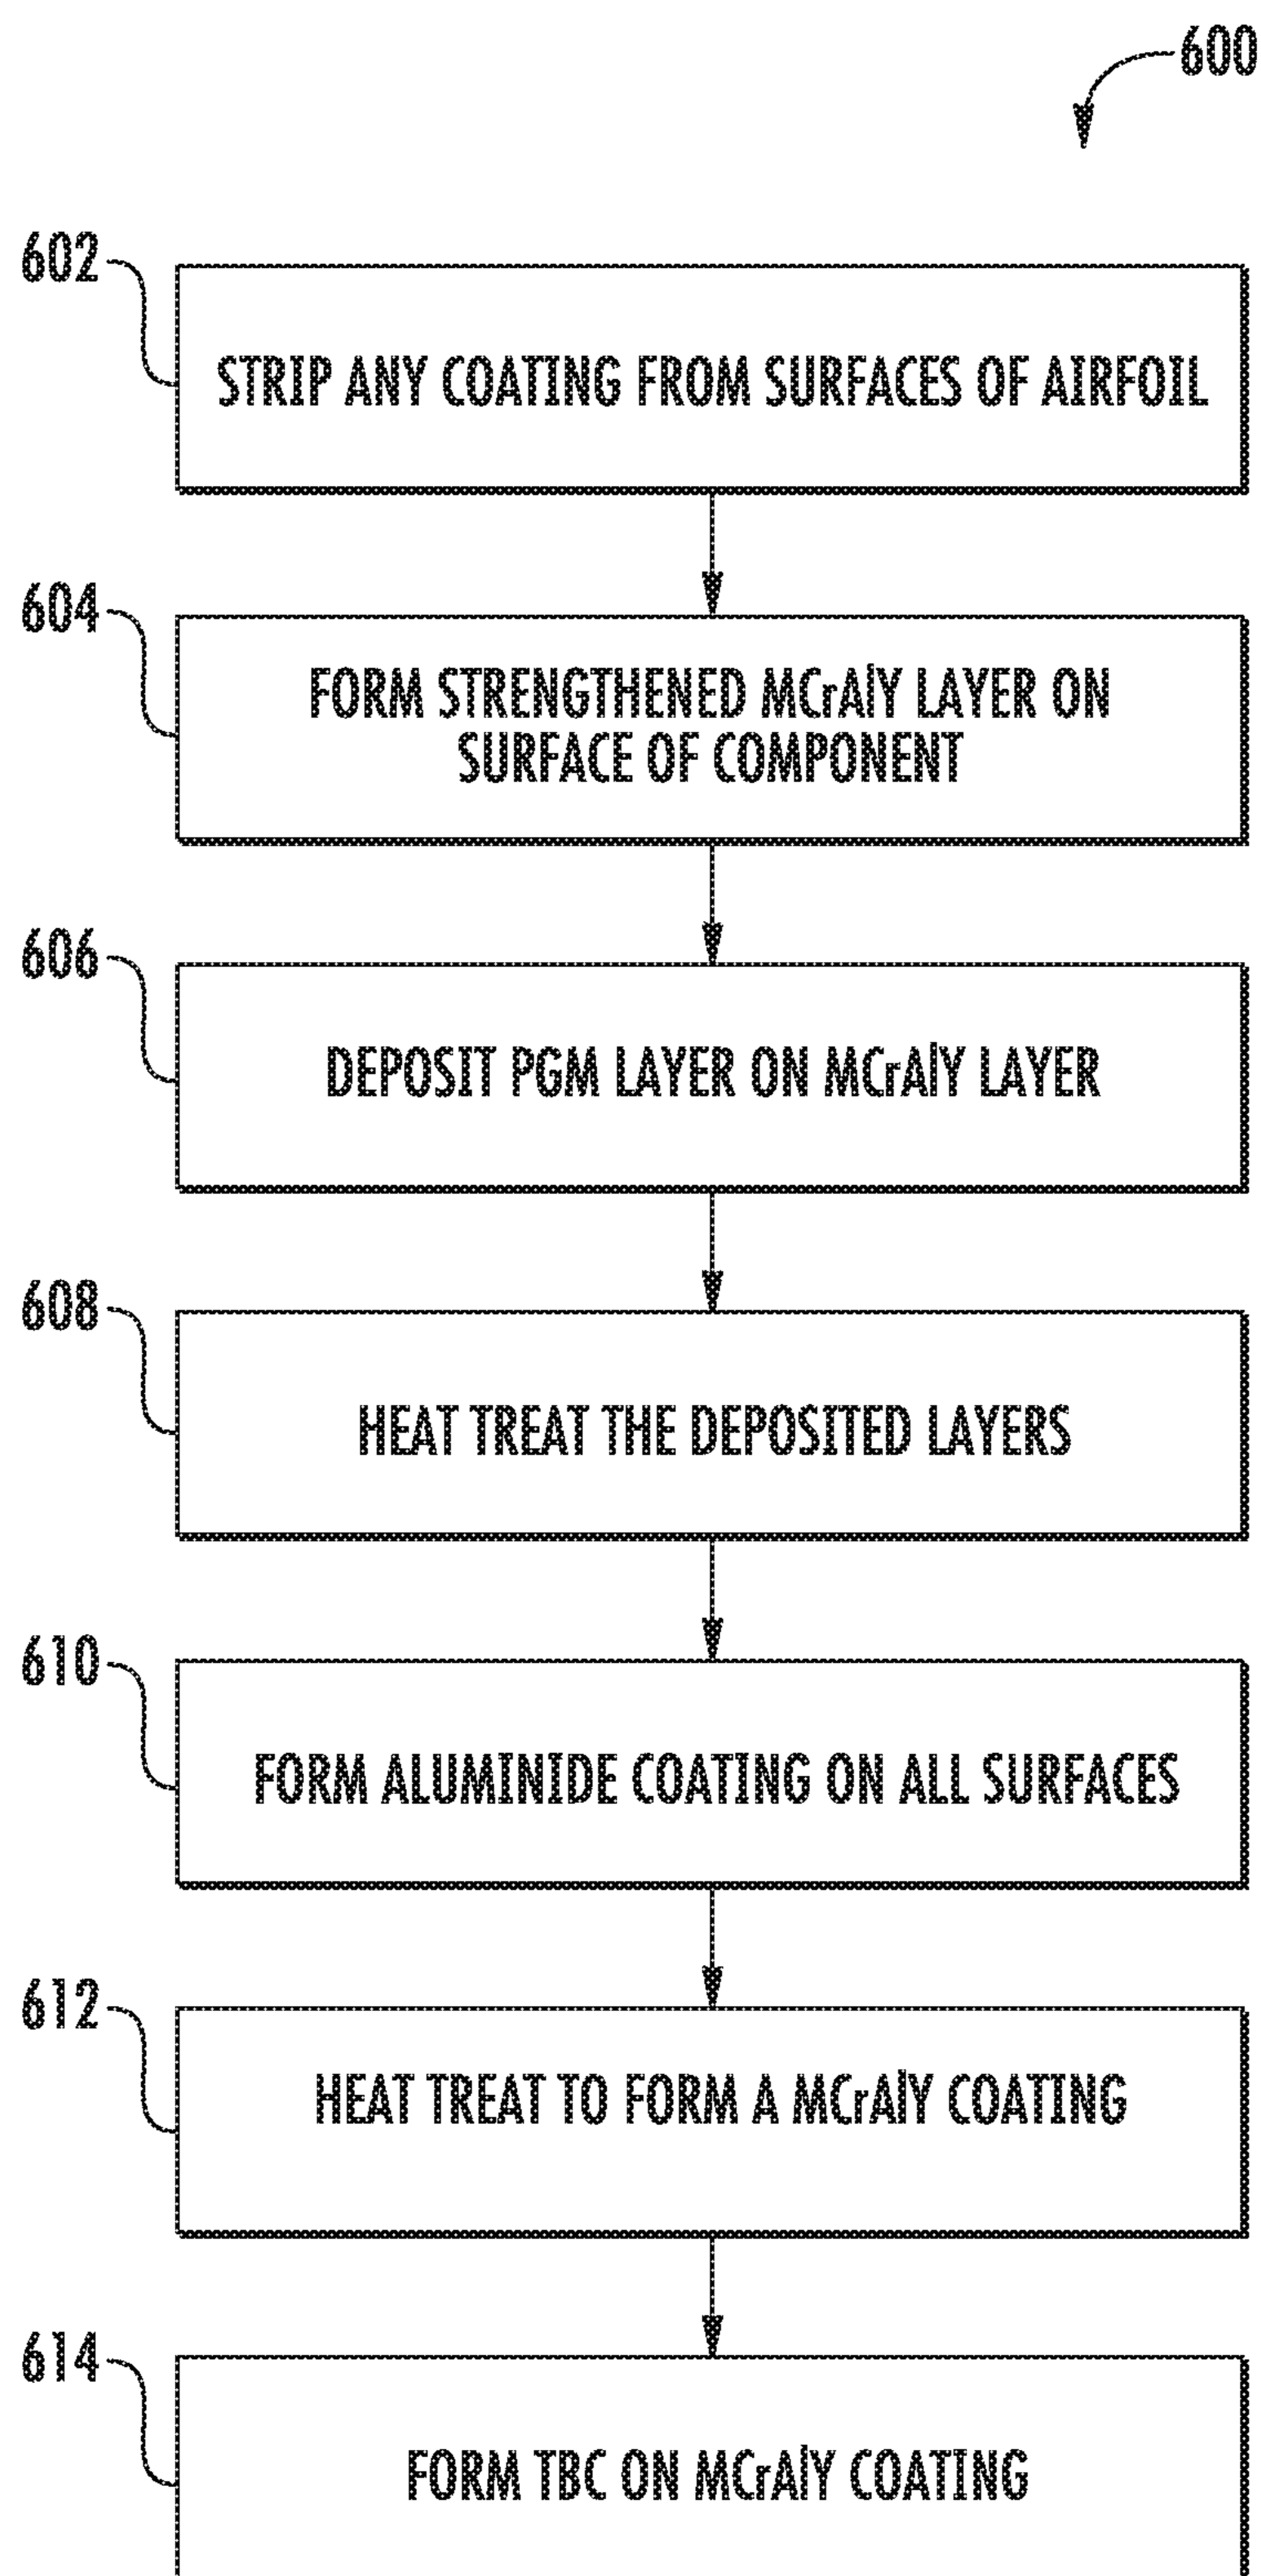 600
602
STRIP ANY COATING FROM SURFACES OF AIRFOIL
604
FORM STRENGTHENED MCrAlY LAYER ON
SURFACE OF COMPONENT
606
DEPOSIT PGM LAYER ON MCrAlY LAYER
608
HEAT TREAT THE DEPOSITED LAYERS
610
FORM ALUMINIDE COATING ON ALL SURFACES
612
HEAT TREAT TO FORM A MCrAlY COATING
614
FORM TBC ON MCrAlY COATING